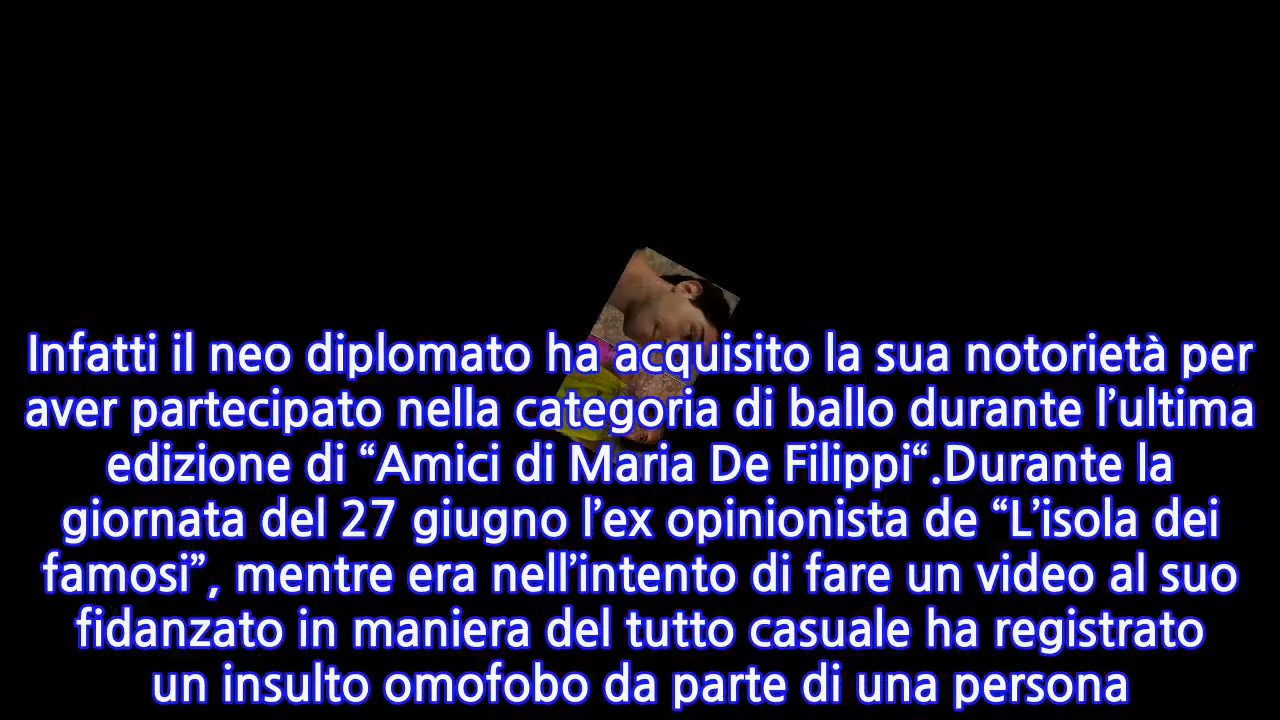 Infatti il neo diplomato ha acquisito la sua notorietà per
aver partecipato nella categoria di ballo durante l’ultima
edizione di “Amici di Maria De Filippi“.Durante la
giornata del 27 giugno l’ex opinionista de “L’isola dei
famosi”, mentre era nell’intento di fare un video al suo
fidanzato in maniera del tutto casuale ha registrato
un insulto omofobo da parte di una persona